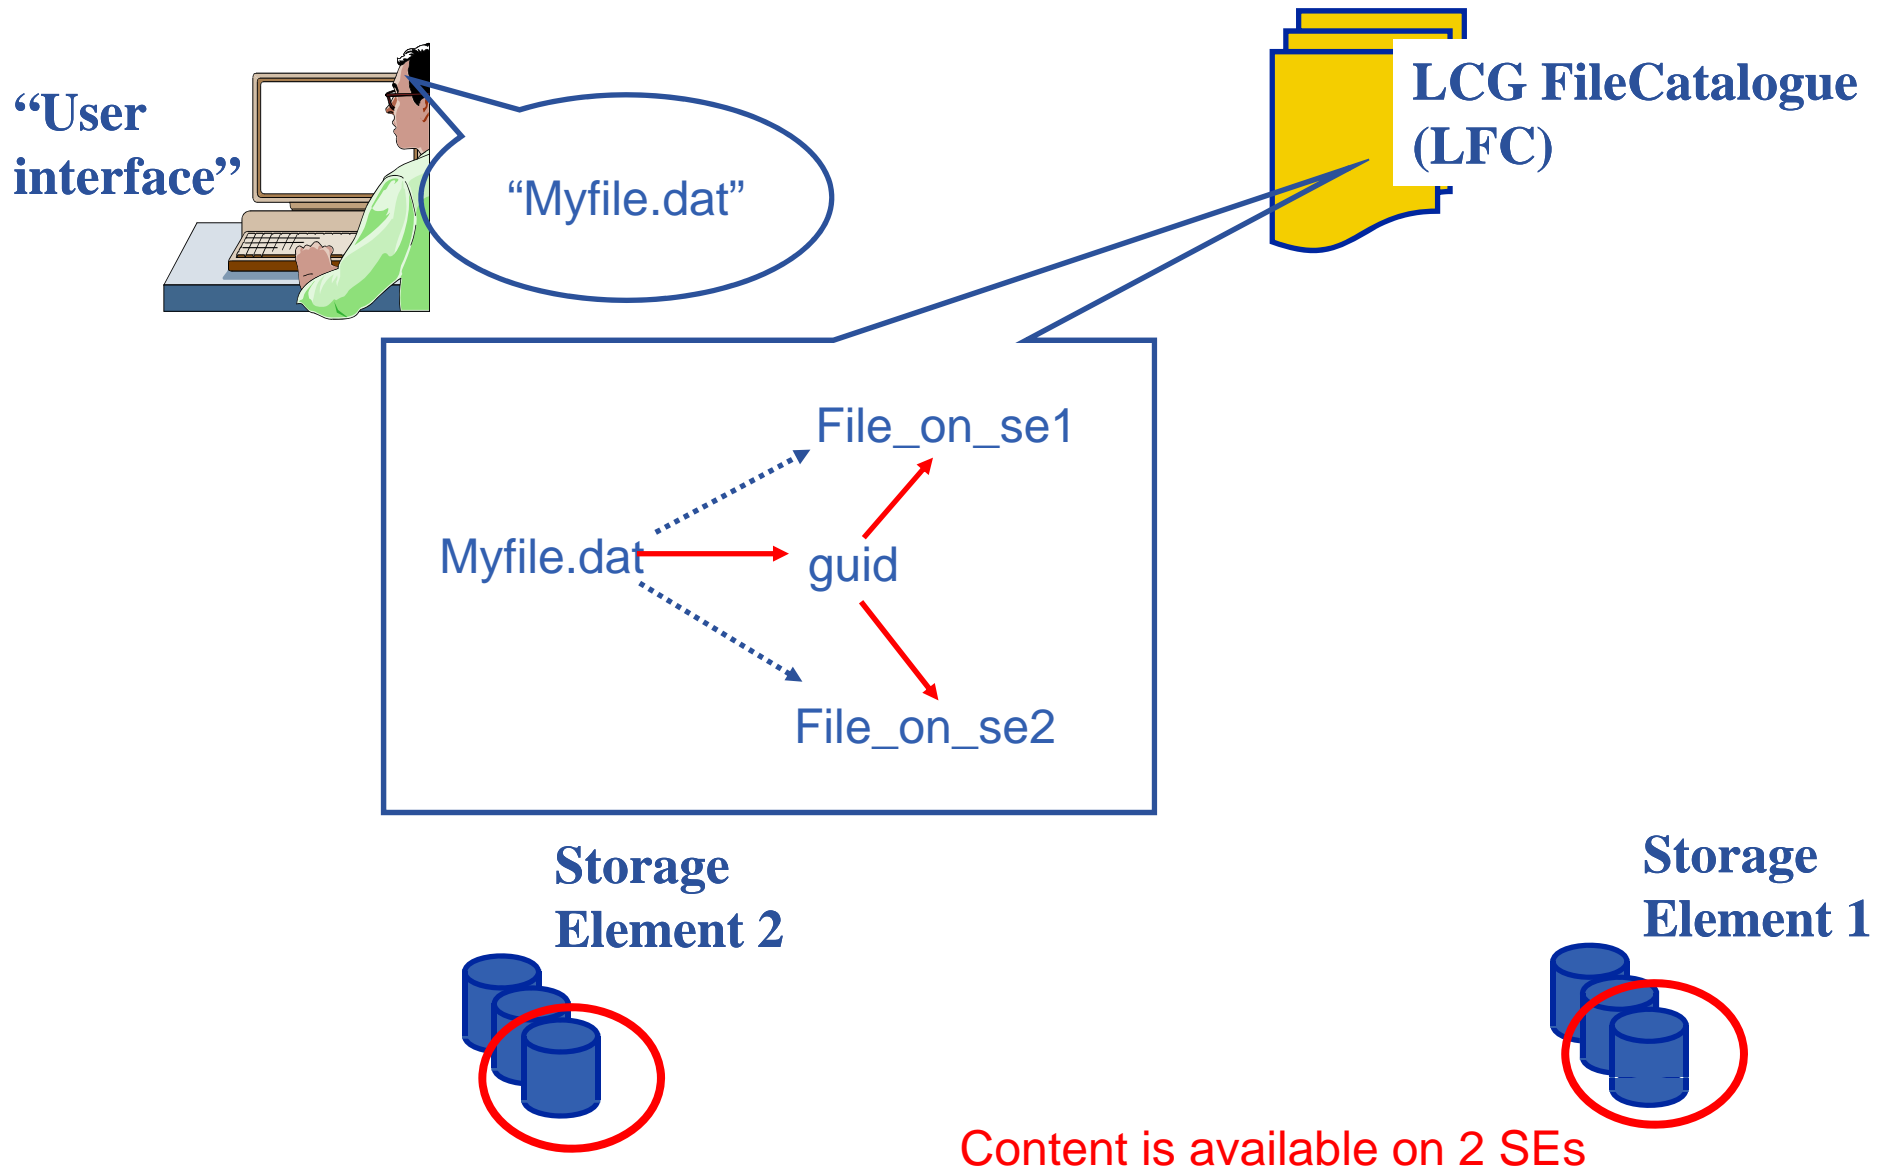 “User
interface”
“Myfile.dat”
LCG FileCatalogue
(LFC)
File_on_se1
Myfile.dat
guid
File_on_se2
Storage
Element 2
Storage
Element 1
Content is available on 2 SEs